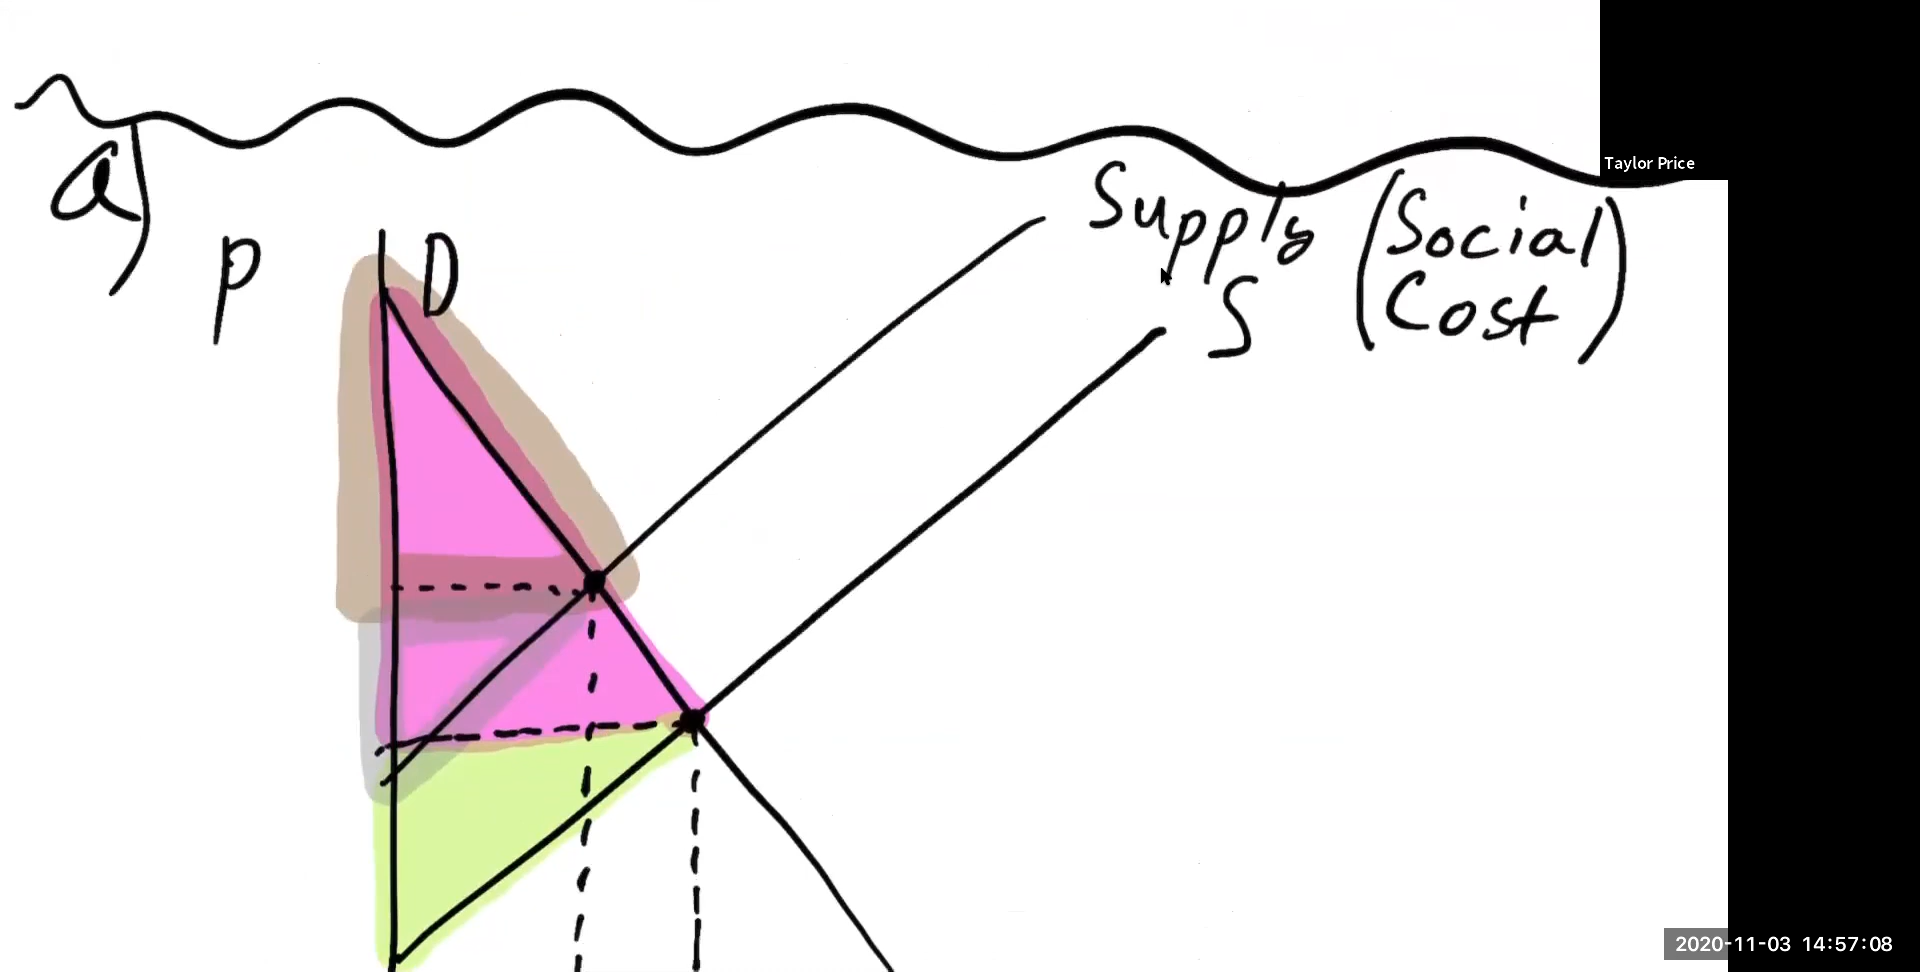 Taylor Price
a)
P
D
Supply (Social Cost)
S
2020-11-03 14:57:08